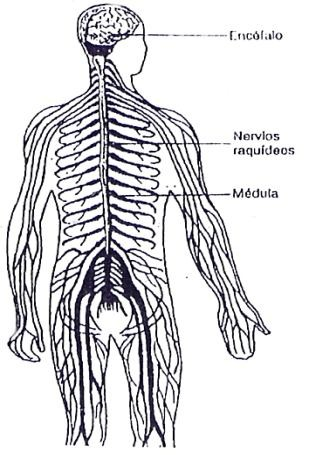 Encéfalo
Nervios
raquídeos
Médula